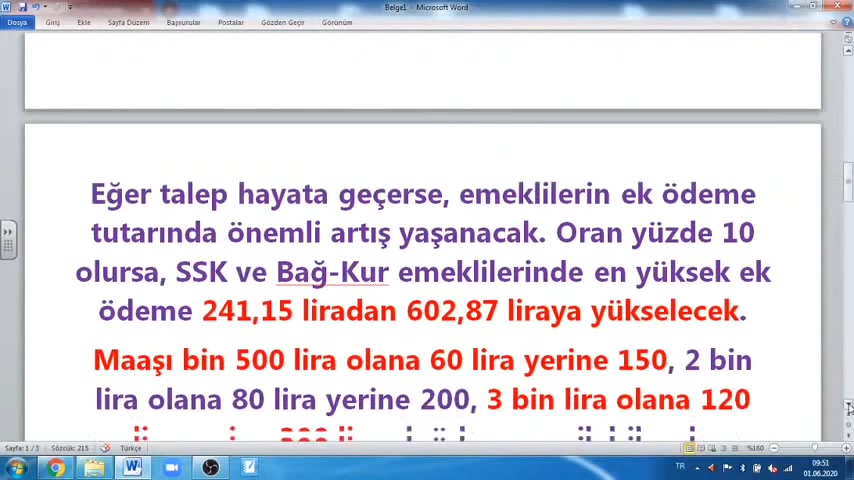 Belge1 - Microsoft Word
Dosya Giriş Ekle Sayfa Düzeni Başvurular Postalar Gözden Geçir Görünüm
Eğer talep hayata geçerse, emeklilerin ek ödeme
tutarında önemli artış yaşanacak. Oran yüzde 10
olursa, SSK ve Bağ-Kur emeklilerinde en yüksek ek
ödeme 241,15 liradan 602,87 liraya yükselecek.
Maaşı bin 500 lira olana 60 lira yerine 150, 2 bin
lira olana 80 lira yerine 200, 3 bin lira olana 120
Sayfa: 1 / 3 Sözcük: 215 Türkçe %160
TR 09:51
01.06.2020